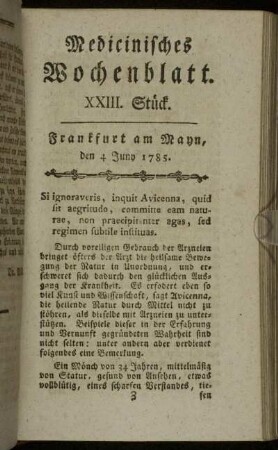 Medicinisches
Wochenblatt.
XXIII. Stück.
Frankfurt am Mayn,
den 4 Juny 1785.
Si ignoraveris, inquit Avicenna, quid
sit aegritudo, committe eam natu-
rae, non praecipitanter agas, sed
regimen subtile instituas.
Durch voreiligen Gebrauch der Arzneien
bringet öfters der Arzt die heilsame Bewe-
gung der Natur in Unordnung, und er-
schweret sich dadurch den glücklichen Aus-
gang der Krankheit. Es erfodert eben so
viel Kunst und Wissenschaft, sagt Avicenna,
die heilende Natur durch Mittel nicht zu
stöhren, als dieselbe mit Arzneien zu unter-
stützen. Beispiele dieser in der Erfahrung
und Vernunft gegründeten Wahrheit sind
nicht selten: unter andern aber verdienet
folgendes eine Bemerkung.
Ein Mönch von 34 Jahren, mittelmäsig
von Statur, gesund von Ansehen, etwas
vollblütig, eines scharfen Verstandes, tie-
3 sen